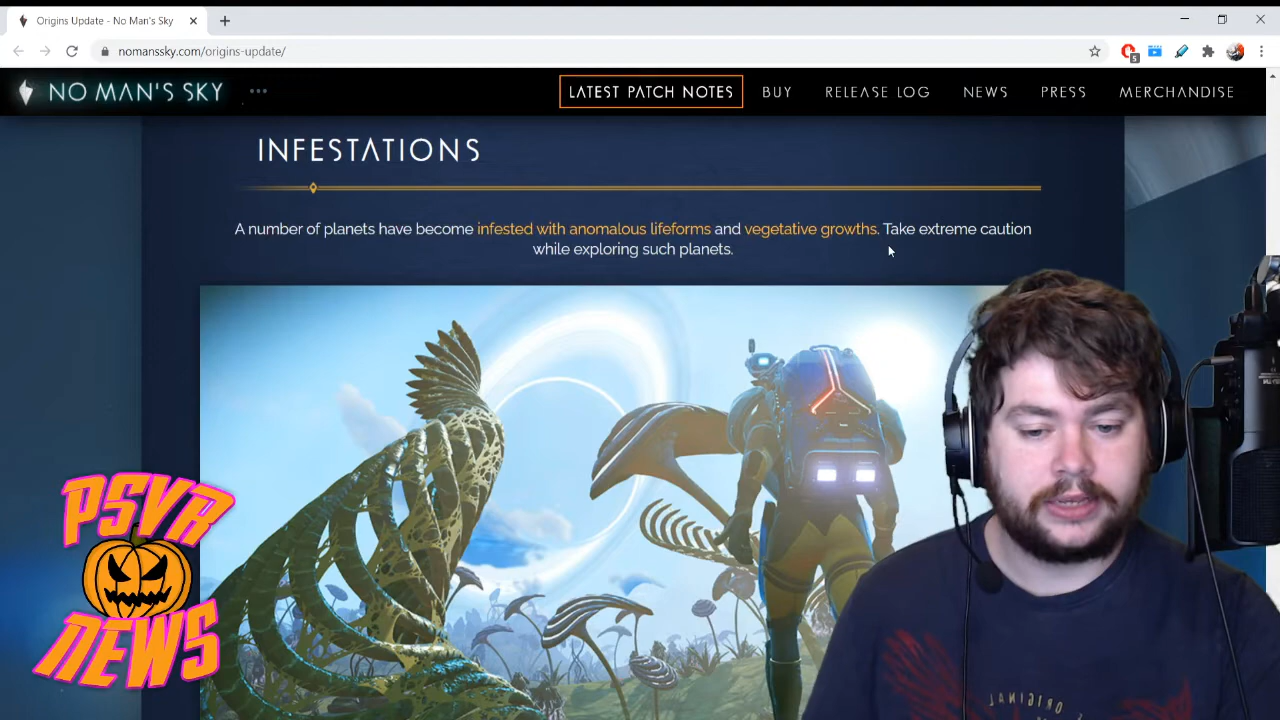 Origins Update - No Man's Sky
nomanssky.com/origins-update/
5
NO MAN'S SKY
LATEST PATCH NOTES
BUY
RELEASE LOG
NEWS
PRESS
MERCHANDISE
INFESTATIONS
A number of planets have become infested with anomalous lifeforms and vegetative growths. Take extreme caution
while exploring such planets.
PSVR
NEWS
ORIGINAL